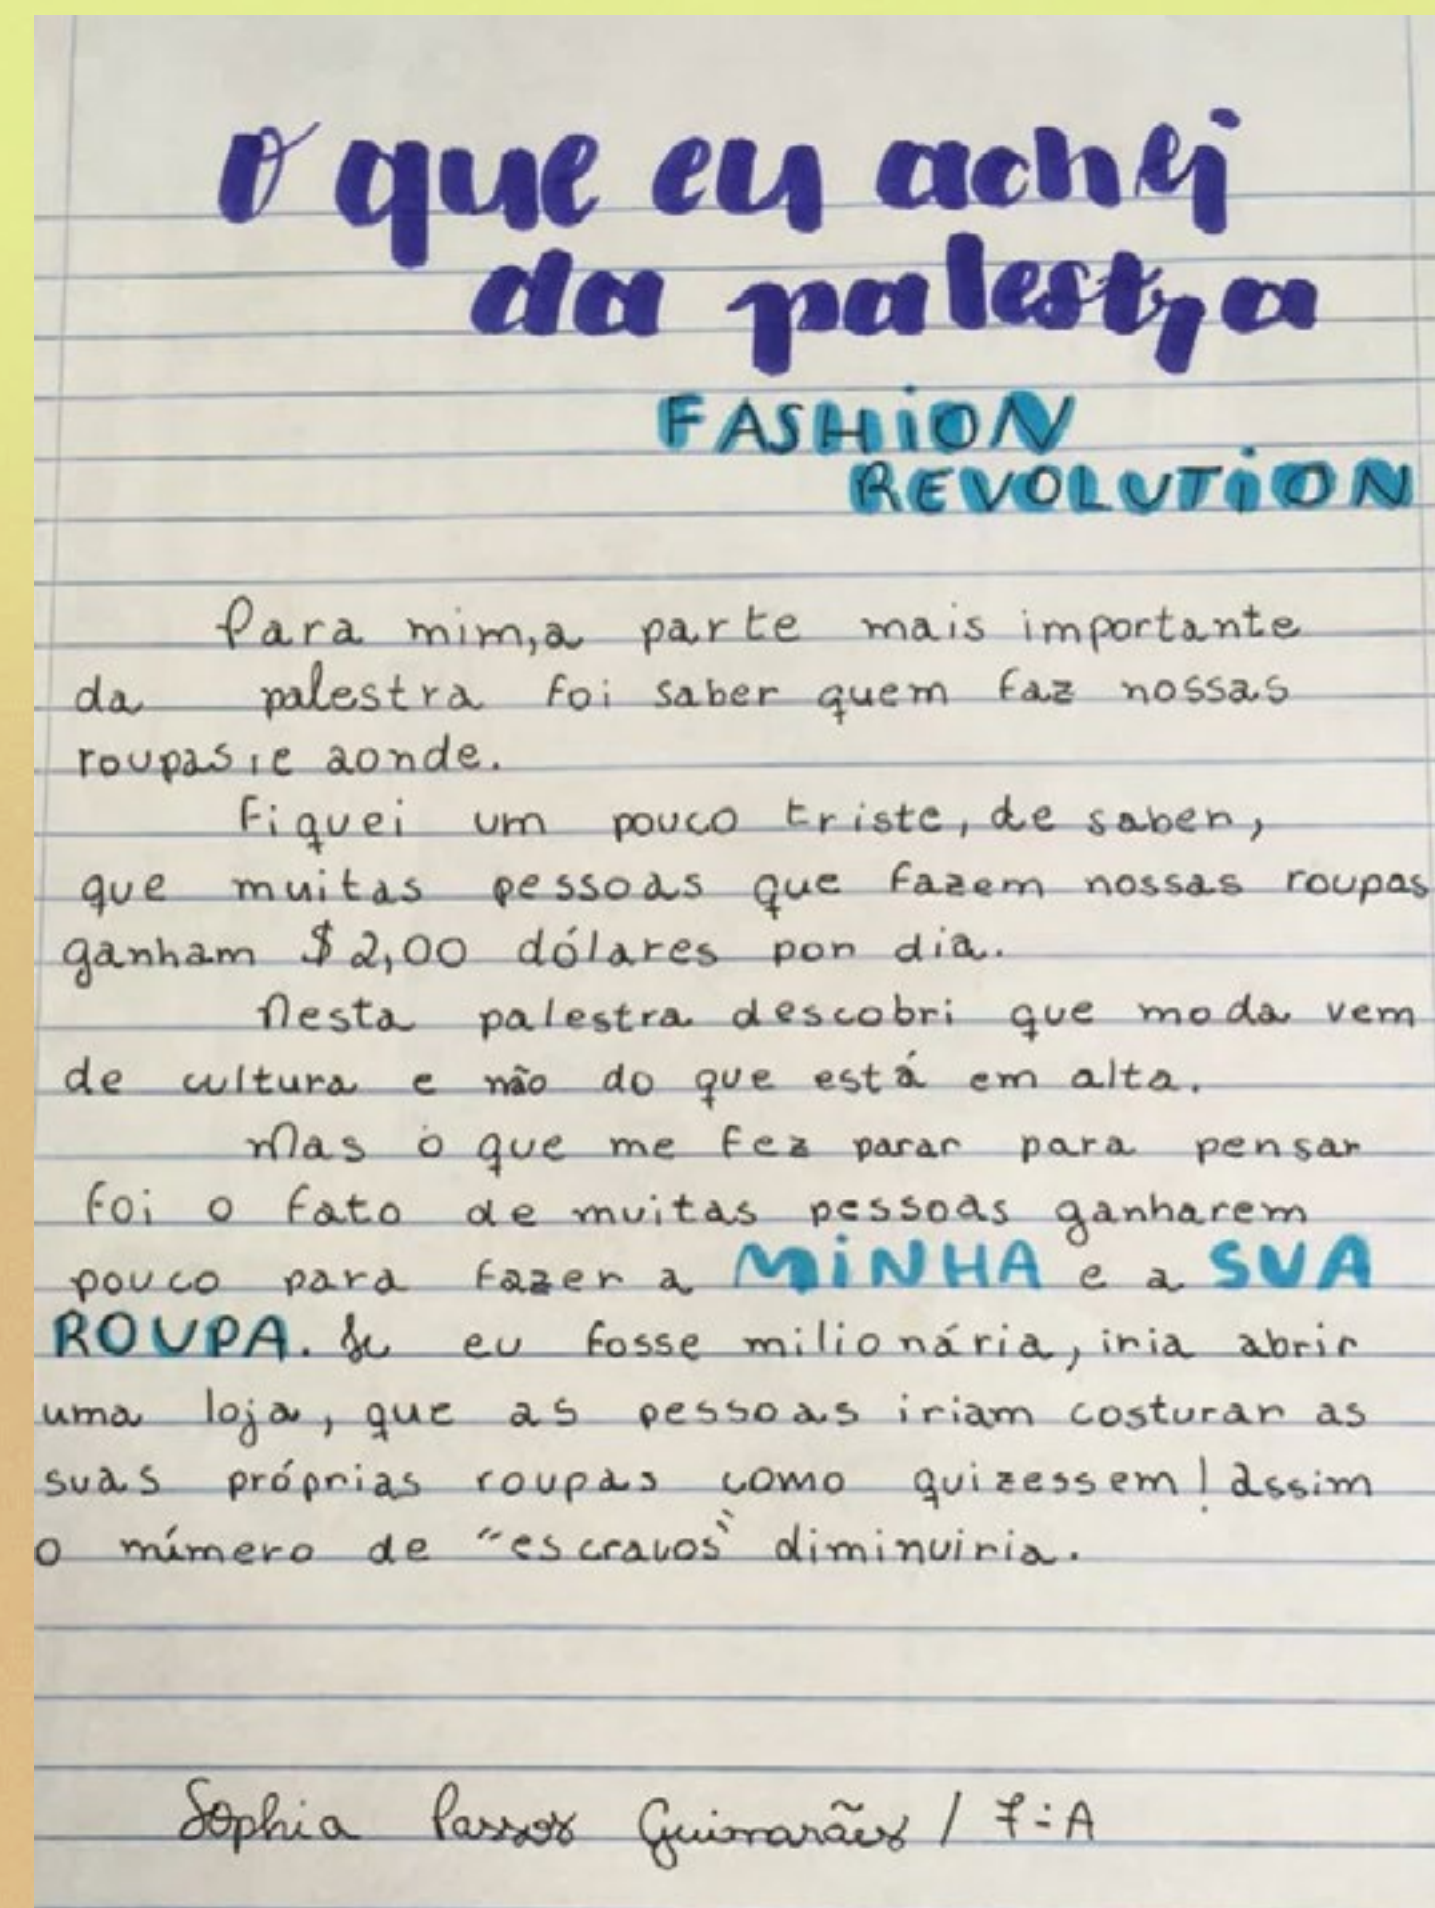 o que eu achei
da palestra
FASHION
REVOLUTION
Para mim,a parte mais importante
da palestra foi saber quem faz nossas
roupas,e aonde.
Fiquei um pouco triste, de saber,
que muitas pessoas que fazem nossas roupas
ganham $2,00 dólares por dia.
Nesta palestra descobri que moda vem
de cultura e não do que está em alta.
Mas o que me fez parar para pensar
foi o fato de muitas pessoas ganharem
pouco para fazer a MINHA e a SUA
ROUPA. Se eu fosse milionária, iria abrir
uma loja, que as pessoas iriam costurar as
suas próprias roupas como quizessem! assim
o número de "escravos" diminuiria.
Sophia Passos Guimarães / 7º A